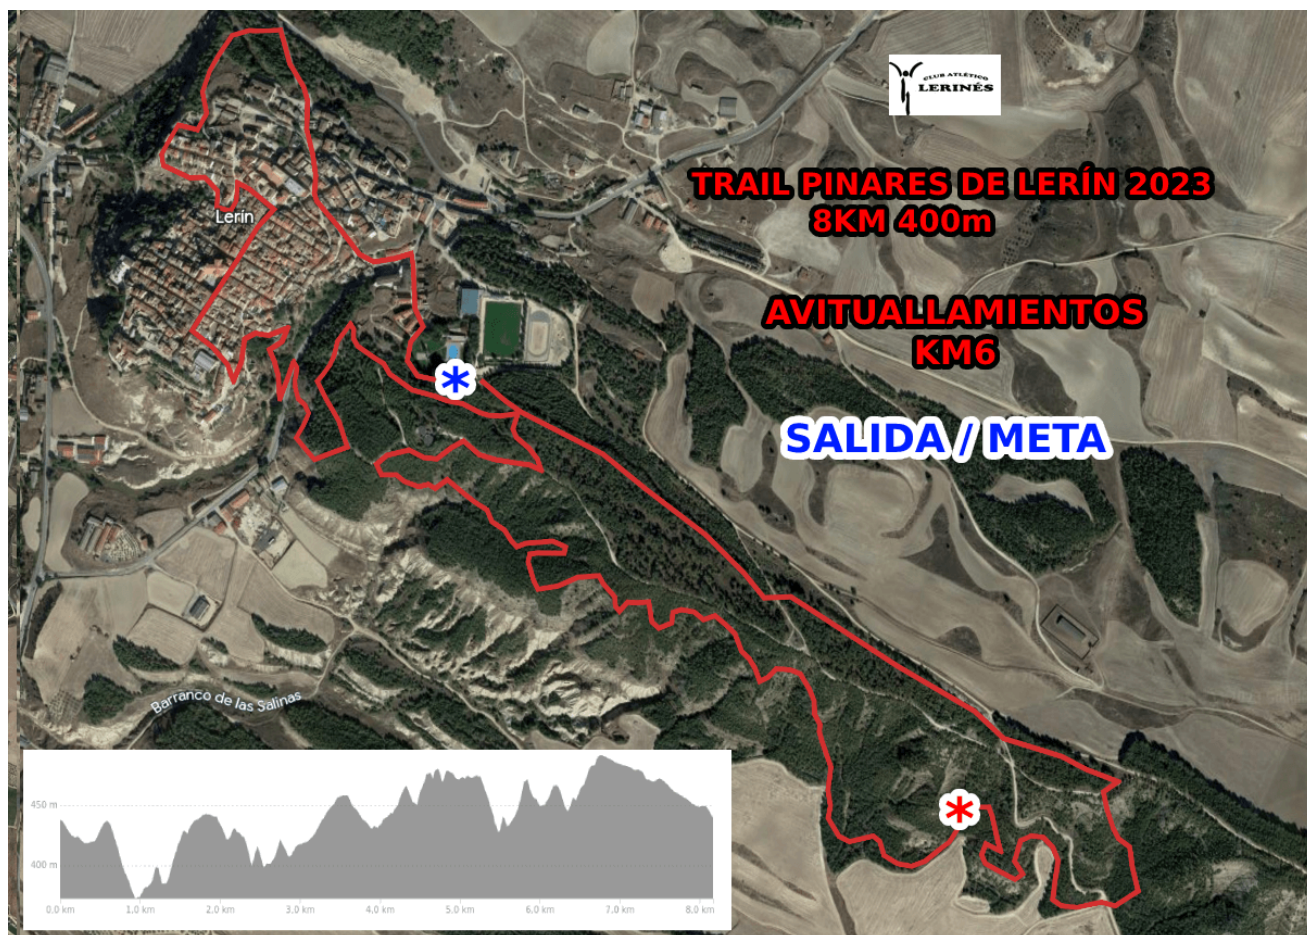 CLUB ATLÉTICO
LERINÉS
TRAIL PINARES DE LERÍN 2023
8KM 400m
Lerín
AVITUALLAMIENTOS
KM6
SALIDA / META
Barranco de las Salinas
450 m
400 m
0.0 km 1.0 km 2.0 km 3.0 km 4.0 km 5.0 km 6.0 km 7.0 km 8.0 km